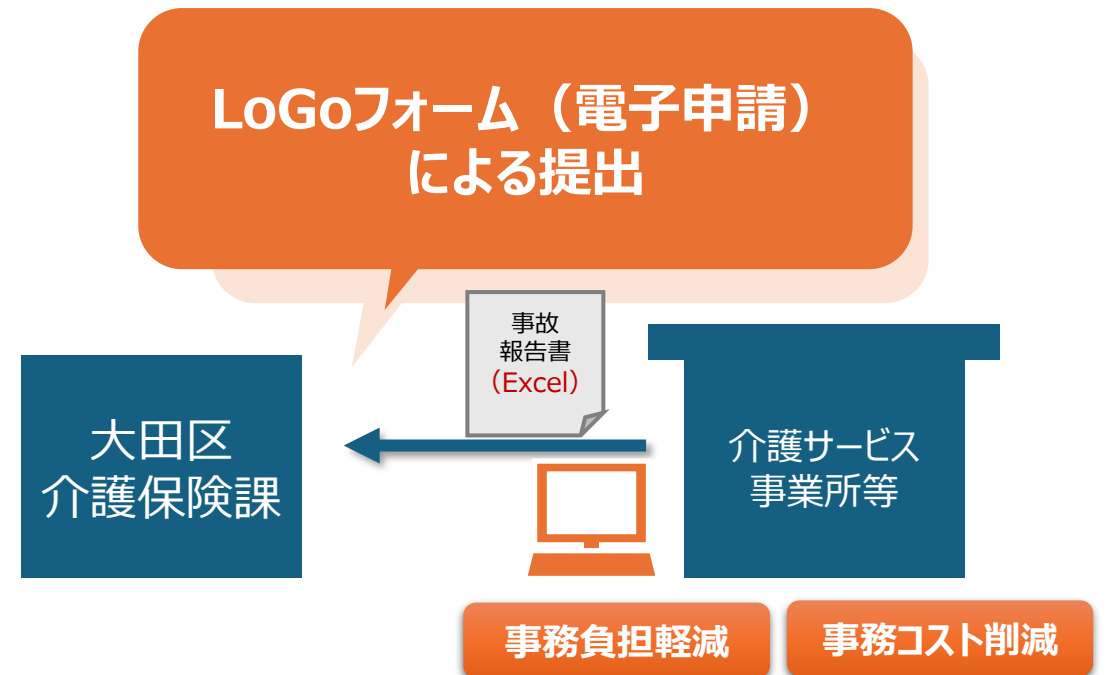 LoGoフォーム（電子申請）
による提出
事故
報告書
（Excel）
大田区
介護保険課
介護サービス
事業所等
事務負担軽減
事務コスト削減